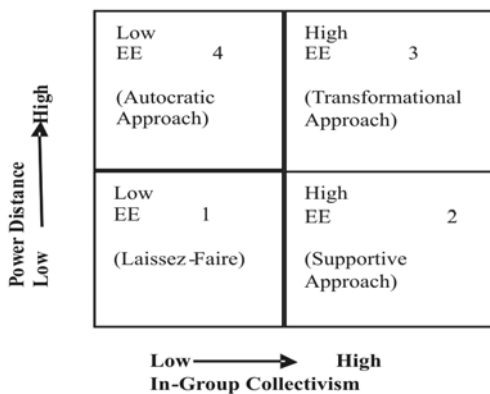 Low
EE 4
(Autocratic
Approach)
High
EE 3
(Transformational
Approach)
Low
EE 1
(Laissez-Faire)
High
EE 2
(Supportive
Approach)
Power Distance
Low High
Low High
In-Group Collectivism